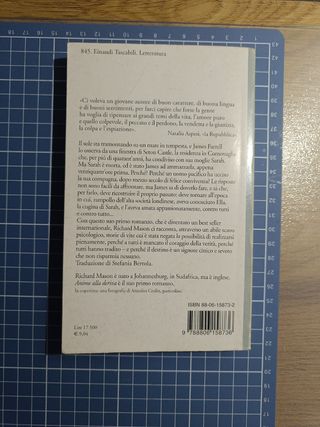 845. Einaudi Tascabili. Letteratura
«Ci voleva un giovane autore di buon carattere, di buona lingua
e di buoni sentimenti, per farci capire che forse la gente
ha voglia di ripensare ai grandi temi della vita, l'amore puro
e quello colpevole, il peccato e il perdono, la vendetta e la giustizia,
la colpa e l'espiazione».
Natalia Aspesi, «la Repubblica»
Il sole sta tramontando su un mare in tempesta, e James Farrell
lo osserva da una finestra di Seton Castle, la residenza in Cornovaglia
che, per più di quarant'anni, ha condiviso con sua moglie Sarah.
Ma Sarah è morta, ed è stato James ad ammazzarla, appena
ventiquattr'ore prima. Perché? Perché un uomo pacifico ha ucciso
la sua compagna, dopo mezzo secolo di felice convivenza? Le risposte
non sono facili da affrontare, ma James sa di doverlo fare, e sa che,
per farlo, deve ricostruire il proprio passato: deve tornare all'epoca
in cui, rampollo dell'alta società londinese, aveva conosciuto Ella,
la cugina di Sarah, e l'aveva amata appassionatamente, contro tutti
e contro tutto...
Con questo suo primo romanzo, che è diventato un best seller
internazionale, Richard Mason ci racconta, attraverso un abile scavo
psicologico, storie di vite cui è stata negata la possibilità di realizzarsi
pienamente, perché a tutti è mancato il coraggio della verità, perché
tutti hanno tradito – e perché il destino è un signore cinico e severo
che non risparmia nessuno.
Traduzione di Stefania Bertola.
Richard Mason è nato a Johannesburg, in Sudafrica, ma è inglese.
Anime alla deriva è il suo primo romanzo.
In copertina: una fotografia di particolare.
Lire 17 500
€ 9,04
ISBN 88-06-15873-2
9 788806 158736